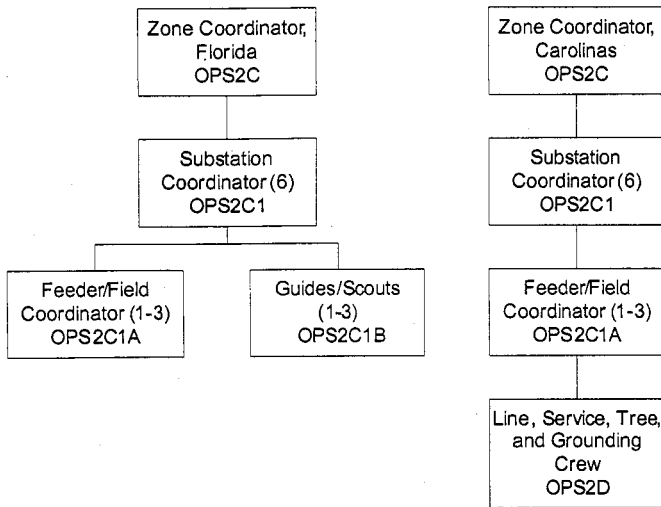 Zone Coordinator,
Florida
OPS2C
Substation
Coordinator (6)
OPS2C1
Feeder/Field
Coordinator (1-3)
OPS2C1A
Guides/Scouts
(1-3)
OPS2C1B
Zone Coordinator,
Carolinas
OPS2C
Substation
Coordinator (6)
OPS2C1
Feeder/Field
Coordinator (1-3)
OPS2C1A
Line, Service, Tree,
and Grounding
Crew
OPS2D